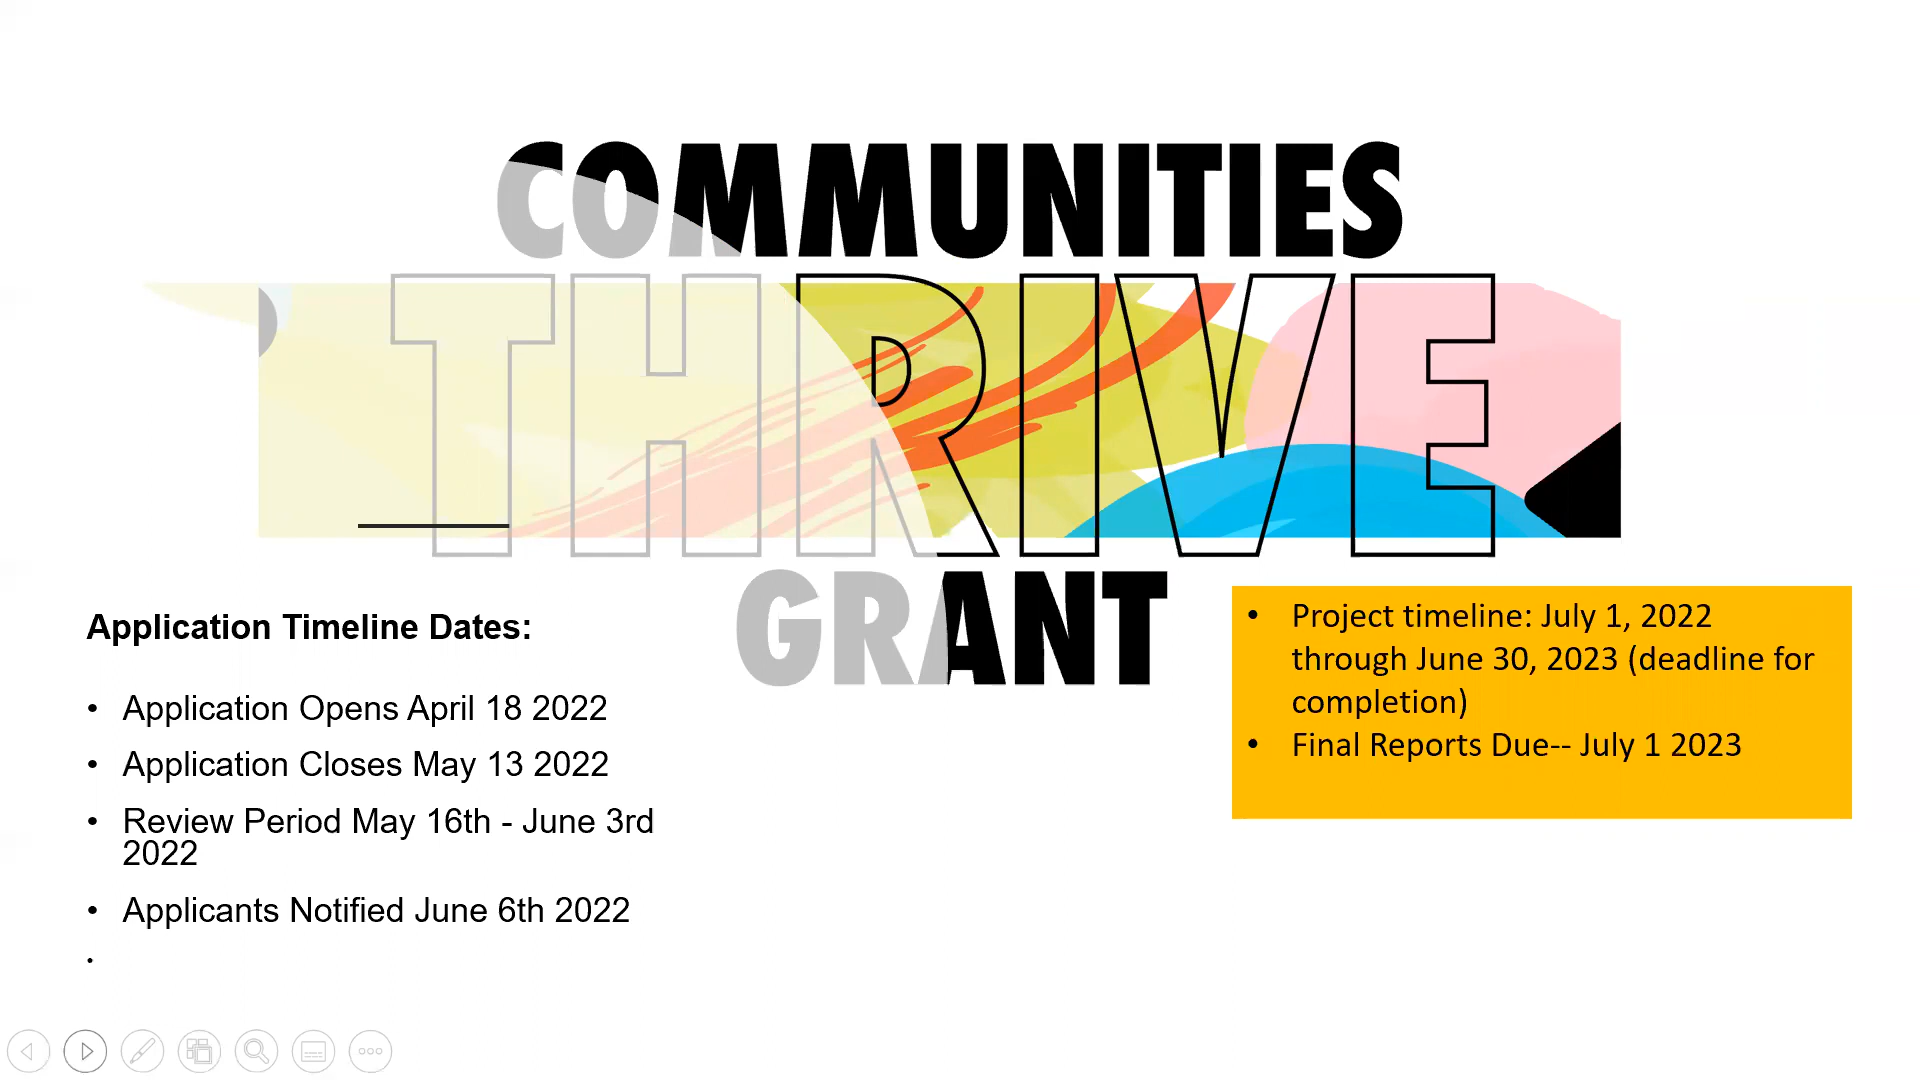 COMMUNITIES
THRIVE
GRANT
Application Timeline Dates:
• Application Opens April 18 2022
• Application Closes May 13 2022
• Review Period May 16th - June 3rd
2022
• Applicants Notified June 6th 2022
•
• Project timeline: July 1, 2022
through June 30, 2023 (deadline for
completion)
• Final Reports Due-- July 1 2023